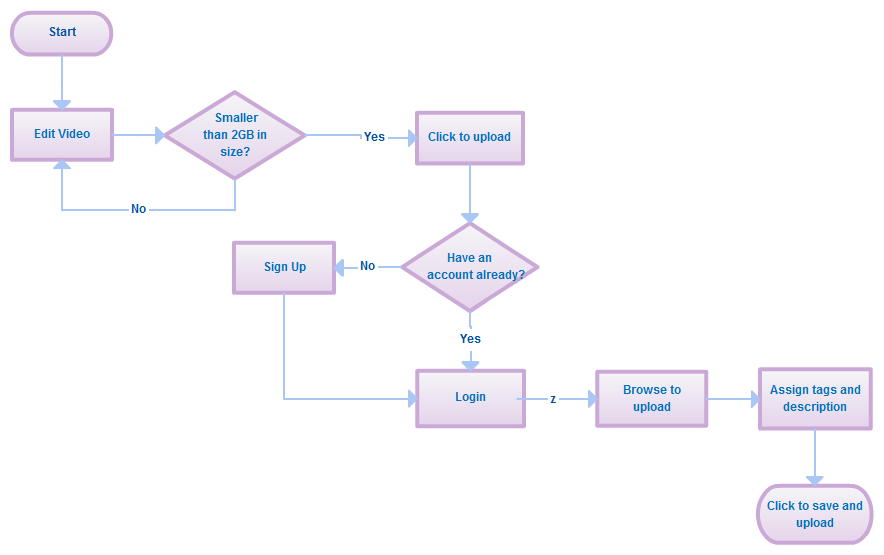 Start
Edit Video
Smaller
than 2GB in
size?
Yes
Click to upload
No
Have an
account already?
No
Sign Up
Yes
Login
z
Browse to
upload
Assign tags and
description
Click to save and
upload